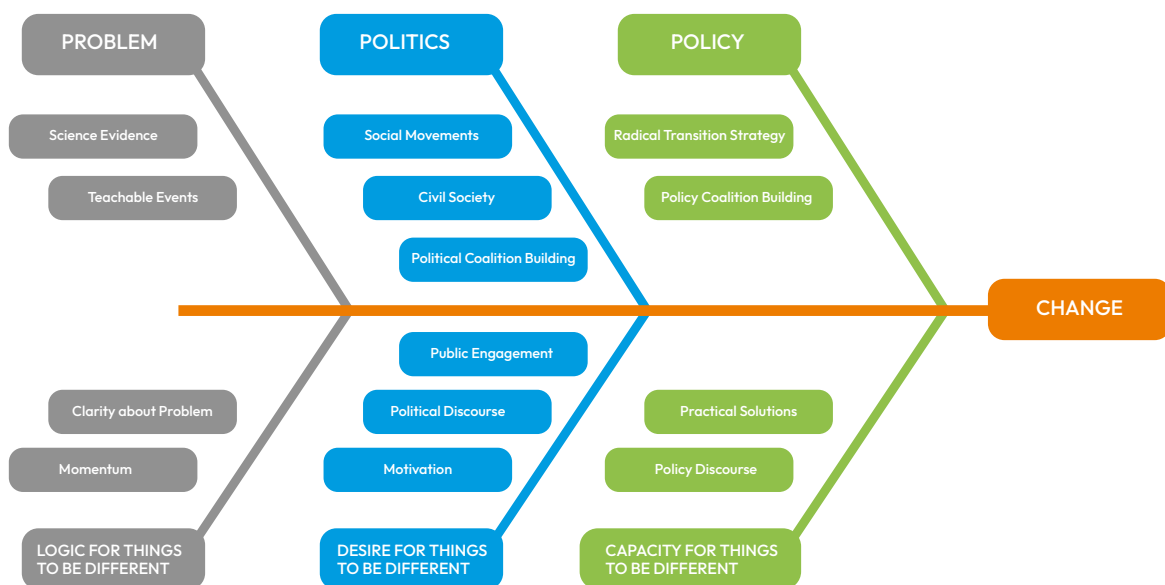 PROBLEM
POLITICS
POLICY
Science Evidence
Social Movements
Radical Transition Strategy
Teachable Events
Civil Society
Policy Coalition Building
Political Coalition Building
CHANGE
Public Engagement
Clarity about Problem
Political Discourse
Practical Solutions
Momentum
Motivation
Policy Discourse
LOGIC FOR THINGS
TO BE DIFFERENT
DESIRE FOR THINGS
TO BE DIFFERENT
CAPACITY FOR THINGS
TO BE DIFFERENT